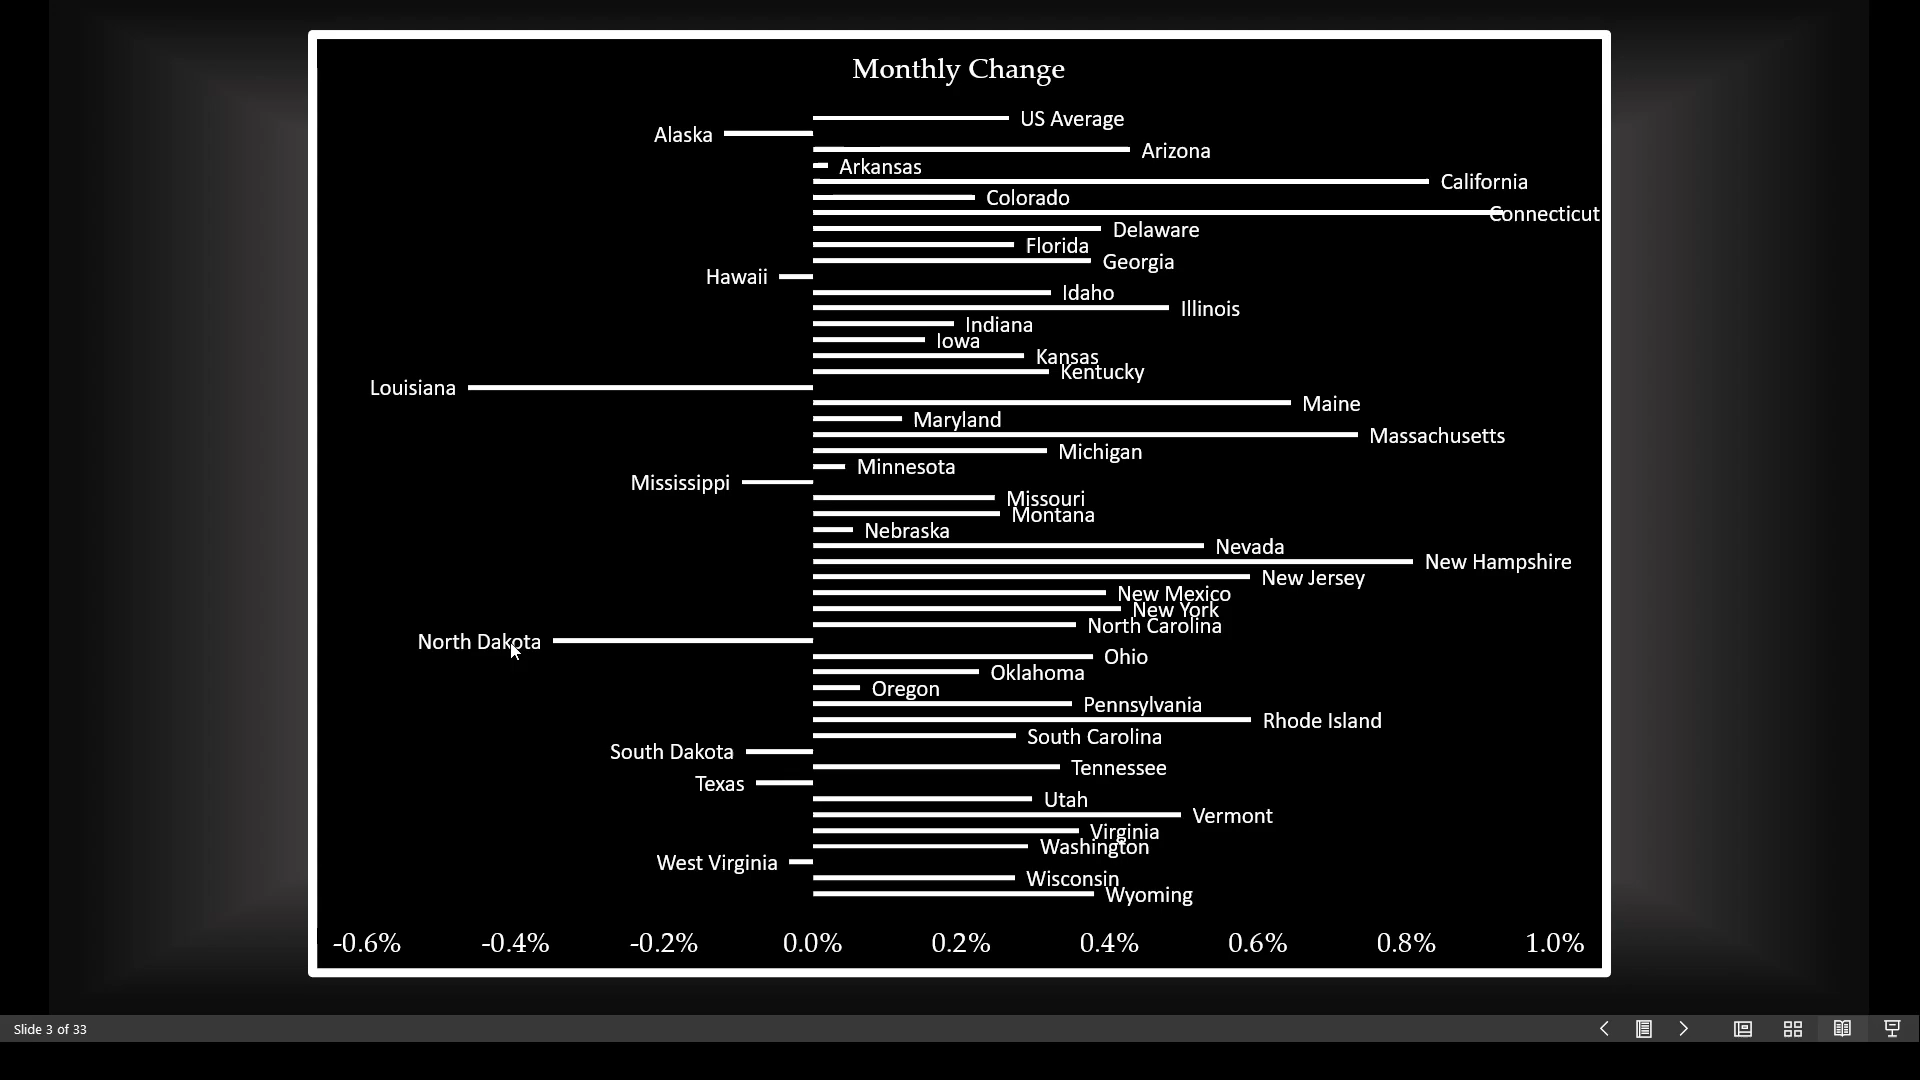 Monthly Change
US Average
Alaska
Arizona
Arkansas
California
Colorado
Connecticut
Delaware
Florida
Georgia
Hawaii
Idaho
Illinois
Indiana
Iowa
Kansas
Kentucky
Louisiana
Maine
Maryland
Massachusetts
Michigan
Minnesota
Mississippi
Missouri
Montana
Nebraska
Nevada
New Hampshire
New Jersey
New Mexico
New York
North Carolina
North Dakota
Ohio
Oklahoma
Oregon
Pennsylvania
Rhode Island
South Carolina
South Dakota
Tennessee
Texas
Utah
Vermont
Virginia
Washington
West Virginia
Wisconsin
Wyoming
-0.6% -0.4% -0.2% 0.0% 0.2% 0.4% 0.6% 0.8% 1.0%
Slide 3 of 33